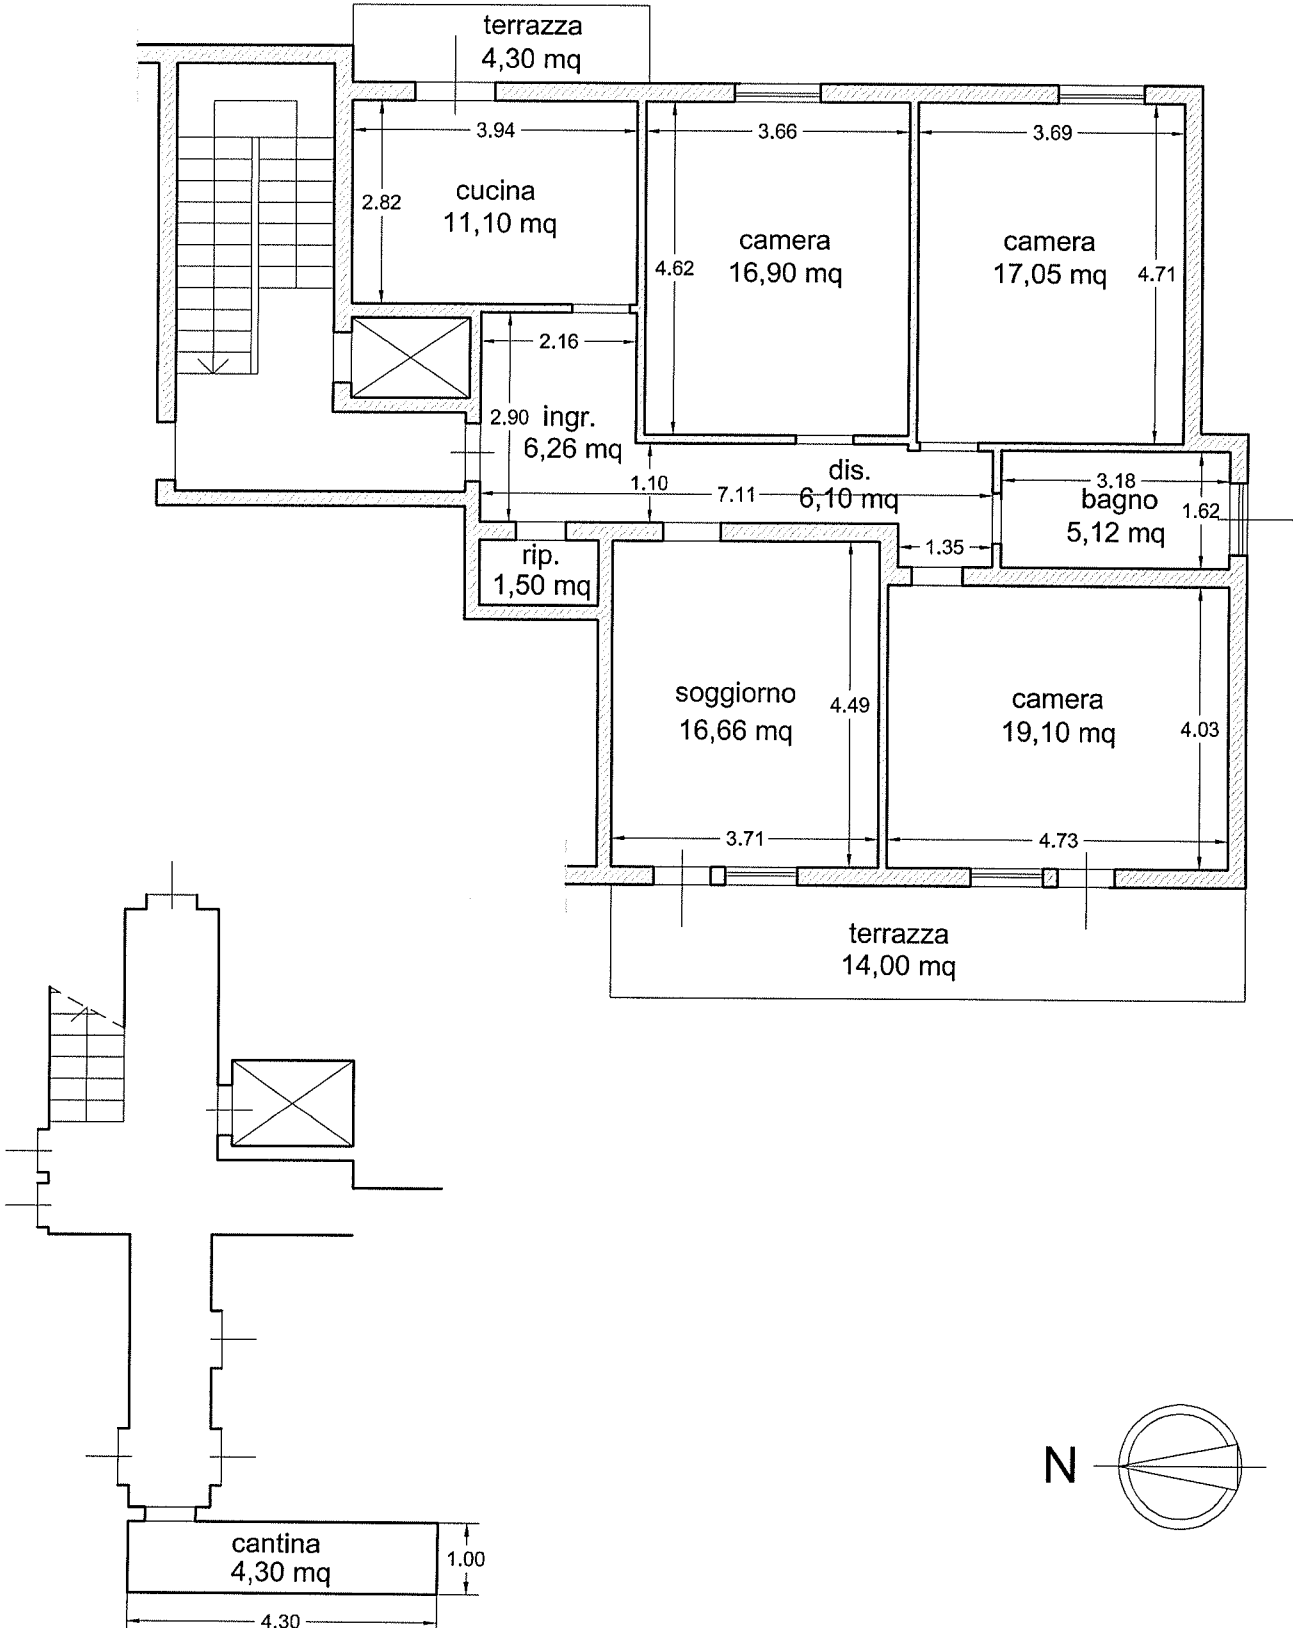 terrazza
4,30 mq
3.94
3.66
3.69
2.82
cucina
11,10 mq
camera
16,90 mq
4.62
camera
17,05 mq
4.71
2.16
2.90
ingr.
6,26 mq
1.10
7.11
dis.
6,10 mq
3.18
bagno
5,12 mq
1.62
1.35
rip.
1,50 mq
soggiorno
16,66 mq
4.49
camera
19,10 mq
4.03
3.71
4.73
terrazza
14,00 mq
N
cantina
4,30 mq
1.00
4.30